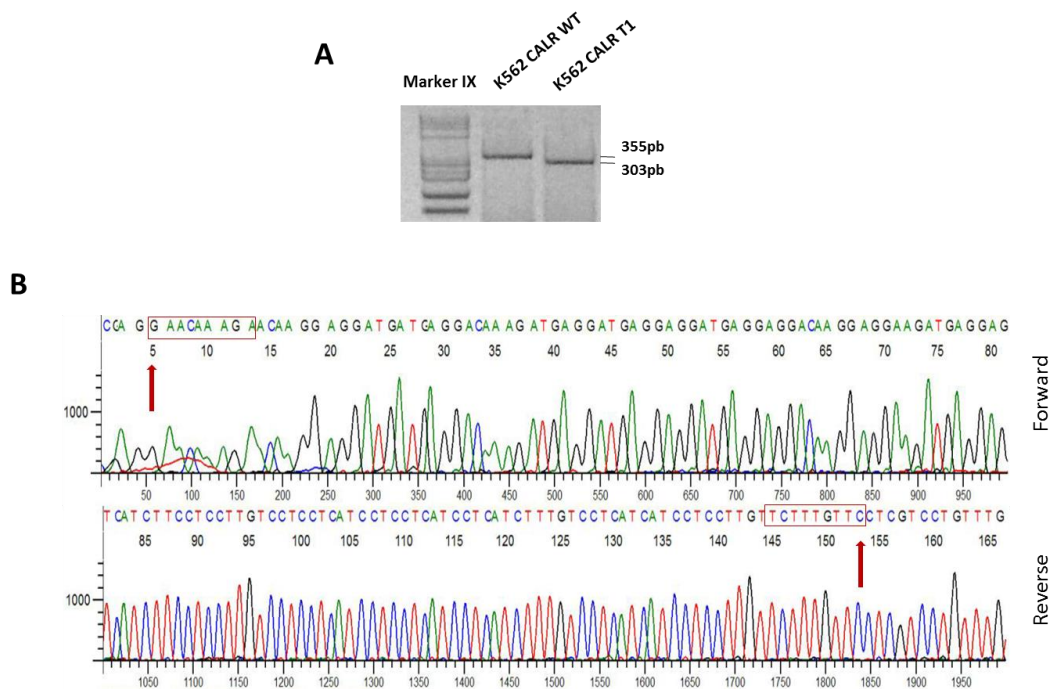 A
K562 CALR WT
K562 CALR T1
Marker IX
355pb
303pb
B
CCA GG AACAA AG AACAA GG AGGATGATGAGGACAAAGATGAGGATGAGGAGGATGAGGAGGACAAGGAGGAAGATGAGGAG
5 10 15 20 25 30 35 40 45 50 55 60 65 70 75 80
1000
50 100 150 200 250 300 350 400 450 500 550 600 650 700 750 800 850 900 950
Forward
TCATCTTCCTCCTTGTCCTCCTCATCCTCCTCATCCTCATCTTTGTCCTCATCATCCTCCTTGTTCTTTGTTCCTCGTCCTGTTTG
85 90 95 100 105 110 115 120 125 130 135 140 145 150 155 160 165
1000
1050 1100 1150 1200 1250 1300 1350 1400 1450 1500 1550 1600 1650 1700 1750 1800 1850 1900 1950
Reverse